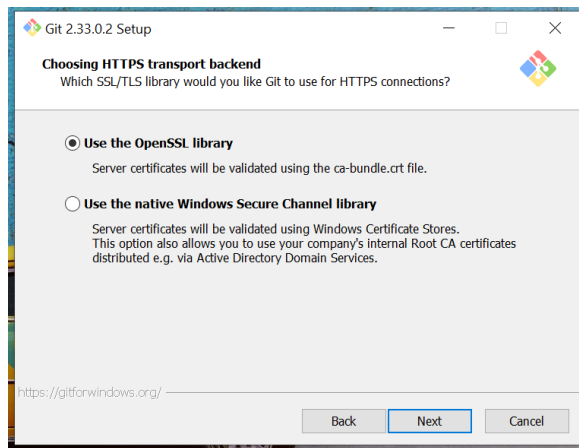 Git 2.33.0.2 Setup
Choosing HTTPS transport backend
Which SSL/TLS library would you like Git to use for HTTPS connections?
Use the OpenSSL library
Server certificates will be validated using the ca-bundle.crt file.
Use the native Windows Secure Channel library
Server certificates will be validated using Windows Certificate Stores.
This option also allows you to use your company's internal Root CA certificates
distributed e.g. via Active Directory Domain Services.
https://gitforwindows.org/
Back Next Cancel